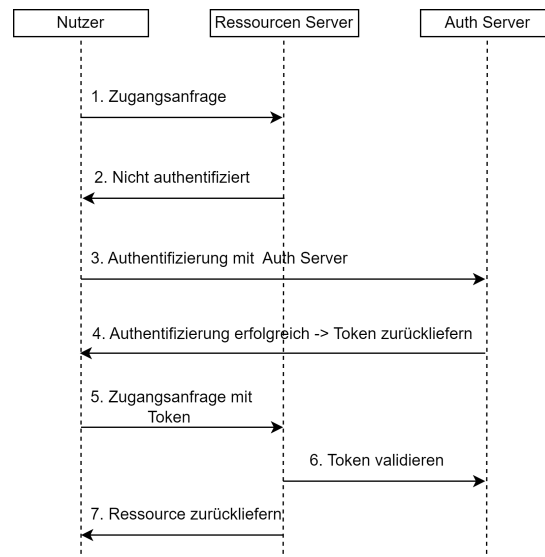 Nutzer
Ressourcen Server
Auth Server
1. Zugangsanfrage
2. Nicht authentifiziert
3. Authentifizierung mit Auth Server
4. Authentifizierung erfolgreich -> Token zurückliefern
5. Zugangsanfrage mit
Token
6. Token validieren
7. Ressource zurückliefern